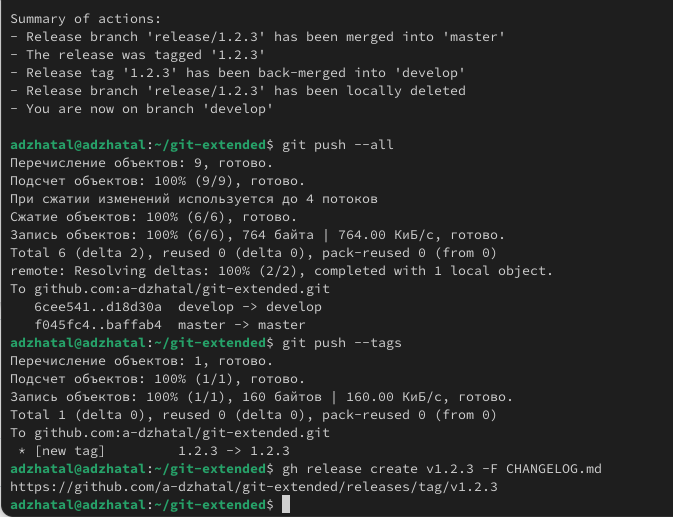 Summary of actions:
- Release branch 'release/1.2.3' has been merged into 'master'
- The release was tagged '1.2.3'
- Release tag '1.2.3' has been back-merged into 'develop'
- Release branch 'release/1.2.3' has been locally deleted
- You are now on branch 'develop'
adzhatal@adzhatal:~/git-extended$ git push --all
Перечисление объектов: 9, готово.
Подсчет объектов: 100% (9/9), готово.
При сжатии изменений используется до 4 потоков
Сжатие объектов: 100% (6/6), готово.
Запись объектов: 100% (6/6), 764 байта | 764.00 КиБ/с, готово.
Total 6 (delta 2), reused 0 (delta 0), pack-reused 0 (from 0)
remote: Resolving deltas: 100% (2/2), completed with 1 local object.
To github.com:a-dzhatal/git-extended.git
   6cee541..d18d30a  develop -> develop
   f045fc4..baffab4  master -> master
adzhatal@adzhatal:~/git-extended$ git push --tags
Перечисление объектов: 1, готово.
Подсчет объектов: 100% (1/1), готово.
Запись объектов: 100% (1/1), 160 байтов | 160.00 КиБ/с, готово.
Total 1 (delta 0), reused 0 (delta 0), pack-reused 0 (from 0)
To github.com:a-dzhatal/git-extended.git
 * [new tag]         1.2.3 -> 1.2.3
adzhatal@adzhatal:~/git-extended$ gh release create v1.2.3 -F CHANGELOG.md
https://github.com/a-dzhatal/git-extended/releases/tag/v1.2.3
adzhatal@adzhatal:~/git-extended$